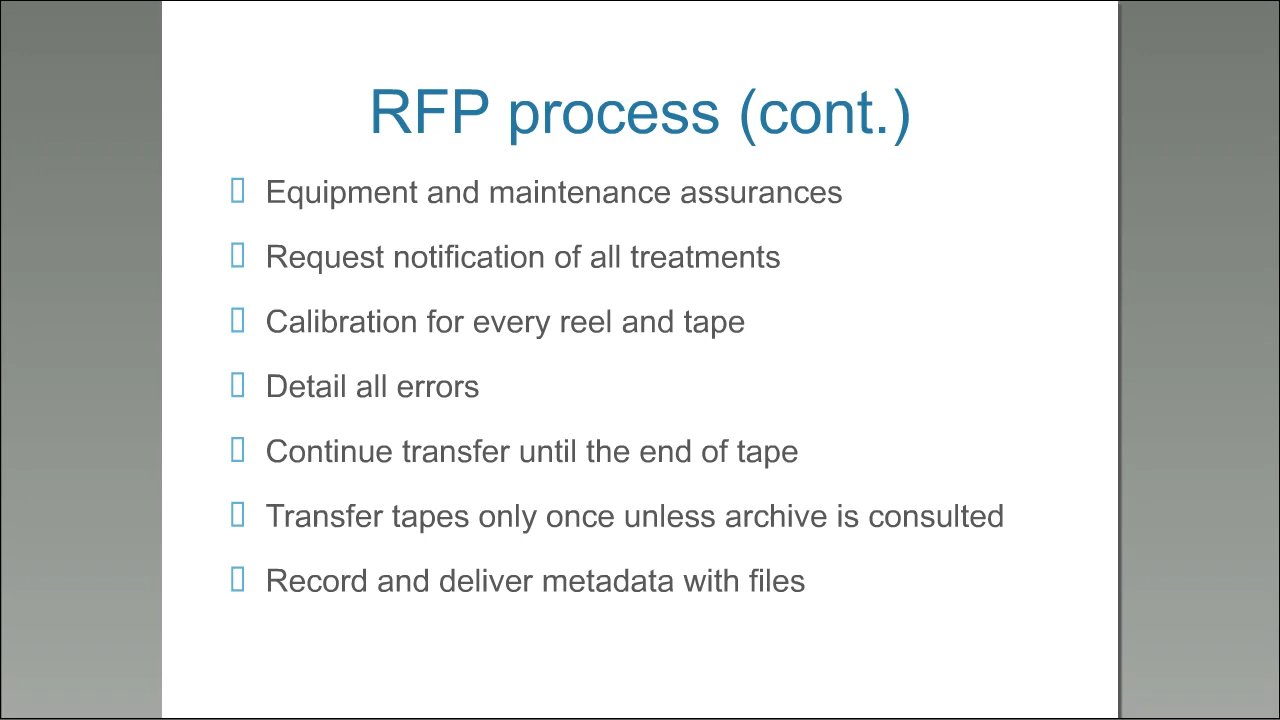 RFP process (cont.)
Equipment and maintenance assurances
Request notification of all treatments
Calibration for every reel and tape
Detail all errors
Continue transfer until the end of tape
Transfer tapes only once unless archive is consulted
Record and deliver metadata with files